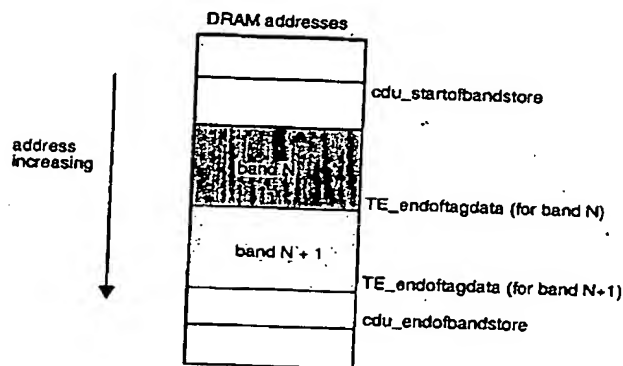 DRAM addresses
cdu_startofbandstore
address
increasing
band N
TE_endoftagdata (for band N)
band N + 1
TE_endoftagdata (for band N+1)
cdu_endofbandstore